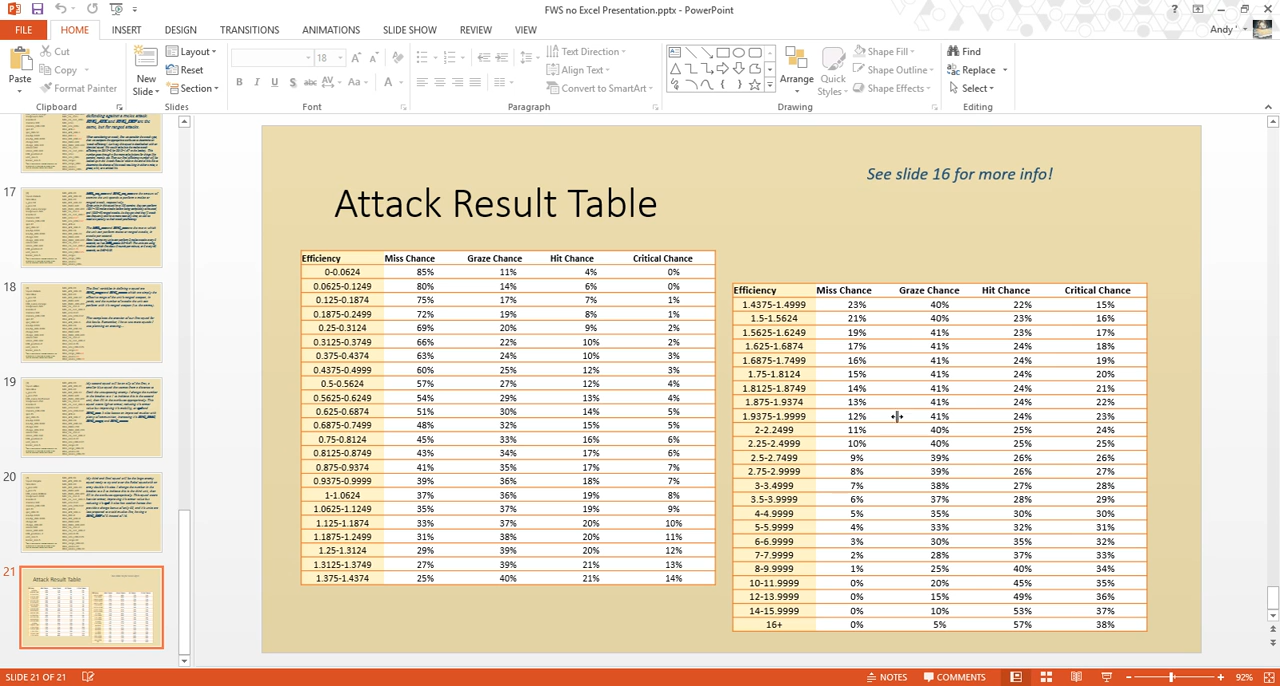 FWS no Excel Presentation.pptx - PowerPoint
FILE HOME INSERT DESIGN TRANSITIONS ANIMATIONS SLIDE SHOW REVIEW VIEW Andy
Paste
Cut
Copy
Format Painter
Clipboard
New Slide
Layout
Reset
Section
Slides
18
Font
Text Direction
Align Text
Convert to SmartArt
Paragraph
Arrange
Quick Styles
Shape Fill
Shape Outline
Shape Effects
Drawing
Find
Replace
Select
Editing
17
18
19
20
21
See slide 16 for more info!
Attack Result Table
Efficiency Miss Chance Graze Chance Hit Chance Critical Chance
0-0.0624 85% 11% 4% 0%
0.0625-0.1249 80% 14% 6% 0%
0.125-0.1874 75% 17% 7% 1%
0.1875-0.2499 72% 19% 8% 1%
0.25-0.3124 69% 20% 9% 2%
0.3125-0.3749 66% 22% 10% 2%
0.375-0.4374 63% 24% 10% 3%
0.4375-0.4999 60% 25% 12% 3%
0.5-0.5624 57% 27% 12% 4%
0.5625-0.6249 54% 29% 13% 4%
0.625-0.6874 51% 30% 14% 5%
0.6875-0.7499 48% 32% 15% 5%
0.75-0.8124 45% 33% 16% 6%
0.8125-0.8749 43% 34% 17% 6%
0.875-0.9374 41% 35% 17% 7%
0.9375-0.9999 39% 36% 18% 7%
1-1.0624 37% 36% 19% 8%
1.0625-1.1249 35% 37% 19% 9%
1.125-1.1874 33% 37% 20% 10%
1.1875-1.2499 31% 38% 20% 11%
1.25-1.3124 29% 39% 20% 12%
1.3125-1.3749 27% 39% 21% 13%
1.375-1.4374 25% 40% 21% 14%
Efficiency Miss Chance Graze Chance Hit Chance Critical Chance
1.4375-1.4999 23% 40% 22% 15%
1.5-1.5624 21% 40% 23% 16%
1.5625-1.6249 19% 41% 23% 17%
1.625-1.6874 17% 41% 24% 18%
1.6875-1.7499 16% 41% 24% 19%
1.75-1.8124 15% 41% 24% 20%
1.8125-1.8749 14% 41% 24% 21%
1.875-1.9374 13% 41% 24% 22%
1.9375-1.9999 12% 41% 24% 23%
2-2.2499 11% 40% 25% 24%
2.25-2.4999 10% 40% 25% 25%
2.5-2.7499 9% 39% 26% 26%
2.75-2.9999 8% 39% 26% 27%
3-3.4999 7% 38% 27% 28%
3.5-3.9999 6% 37% 28% 29%
4-4.9999 5% 35% 30% 30%
5-5.9999 4% 33% 32% 31%
6-6.9999 3% 30% 35% 32%
7-7.9999 2% 28% 37% 33%
8-9.9999 1% 25% 40% 34%
10-11.9999 0% 20% 45% 35%
12-13.9999 0% 15% 49% 36%
14-15.9999 0% 10% 53% 37%
16+ 0% 5% 57% 38%
SLIDE 21 OF 21 NOTES COMMENTS 92%